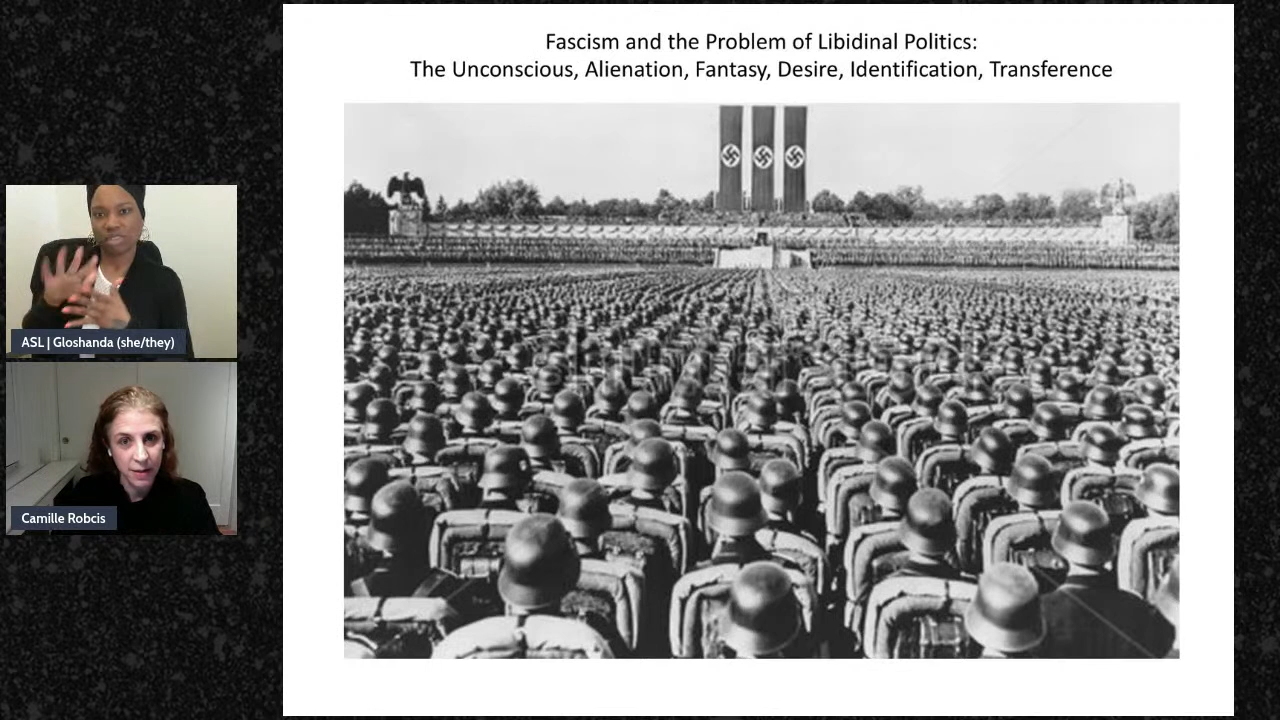 Fascism and the Problem of Libidinal Politics:
The Unconscious, Alienation, Fantasy, Desire, Identification, Transference
ASL | Gloshanda (she/they)
Camille Robcis